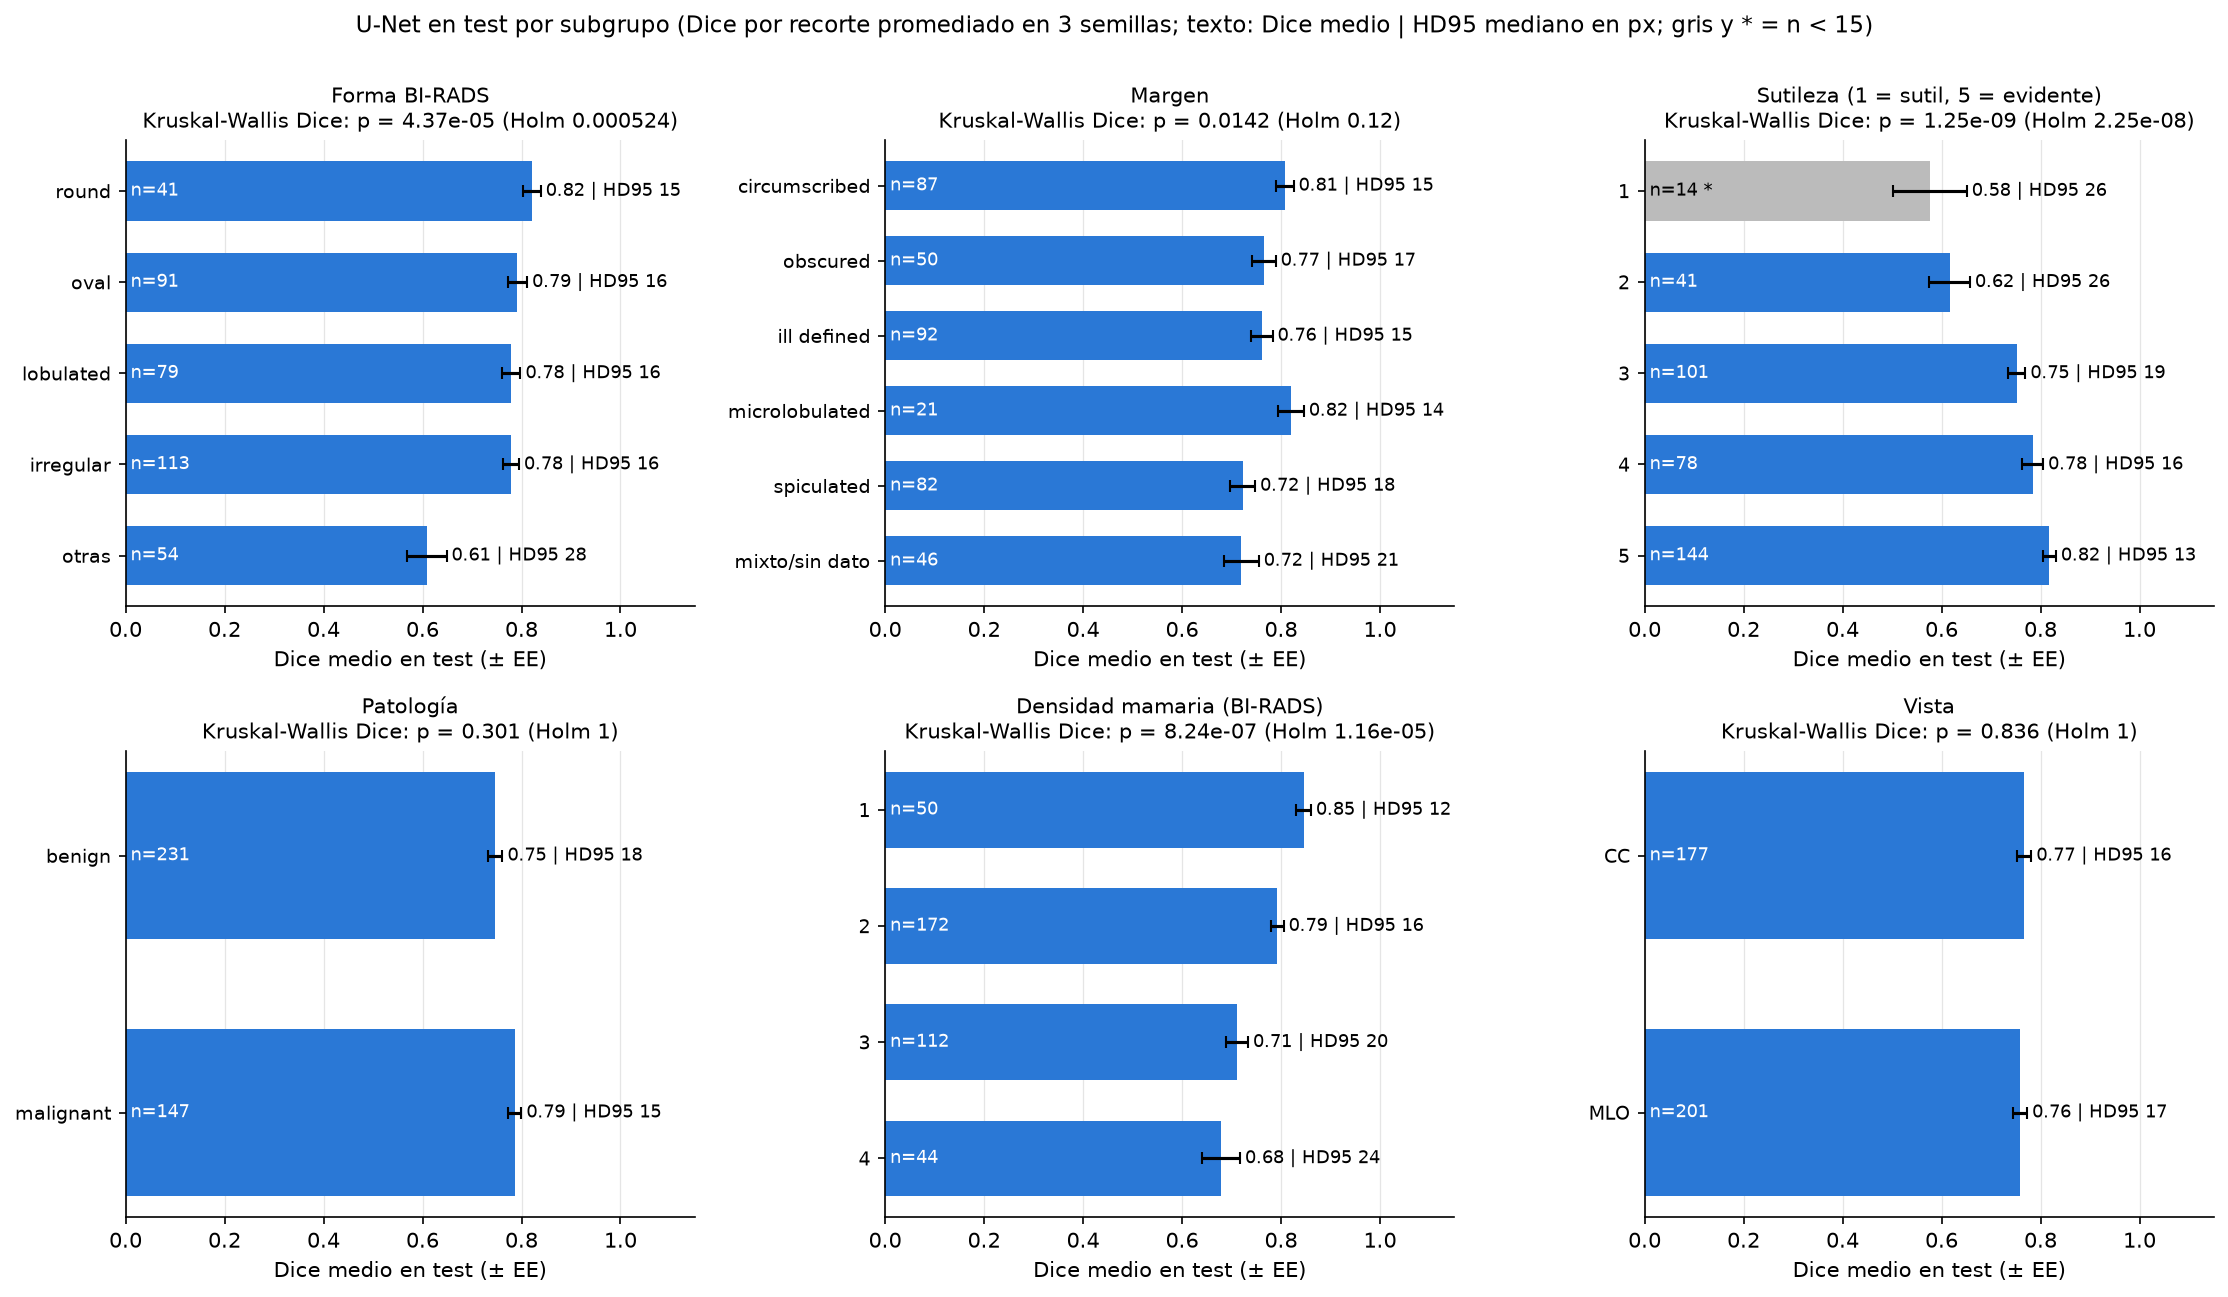 U-Net en test por subgrupo (Dice por recorte promediado en 3 semillas; texto: Dice medio | HD95 mediano en px; gris y * = n < 15)
Forma BI-RADS
Kruskal-Wallis Dice: p = 4.37e-05 (Holm 0.000524)
round
n=41
0.82 | HD95 15
oval
n=91
0.79 | HD95 16
lobulated
n=79
0.78 | HD95 16
irregular
n=113
0.78 | HD95 16
otras
n=54
0.61 | HD95 28
0.0 0.2 0.4 0.6 0.8 1.0
Dice medio en test (± EE)
Margen
Kruskal-Wallis Dice: p = 0.0142 (Holm 0.12)
circumscribed
n=87
0.81 | HD95 15
obscured
n=50
0.77 | HD95 17
ill defined
n=92
0.76 | HD95 15
microlobulated
n=21
0.82 | HD95 14
spiculated
n=82
0.72 | HD95 18
mixto/sin dato
n=46
0.72 | HD95 21
0.0 0.2 0.4 0.6 0.8 1.0
Dice medio en test (± EE)
Sutileza (1 = sutil, 5 = evidente)
Kruskal-Wallis Dice: p = 1.25e-09 (Holm 2.25e-08)
1
n=14 *
0.58 | HD95 26
2
n=41
0.62 | HD95 26
3
n=101
0.75 | HD95 19
4
n=78
0.78 | HD95 16
5
n=144
0.82 | HD95 13
0.0 0.2 0.4 0.6 0.8 1.0
Dice medio en test (± EE)
Patología
Kruskal-Wallis Dice: p = 0.301 (Holm 1)
benign
n=231
0.75 | HD95 18
malignant
n=147
0.79 | HD95 15
0.0 0.2 0.4 0.6 0.8 1.0
Dice medio en test (± EE)
Densidad mamaria (BI-RADS)
Kruskal-Wallis Dice: p = 8.24e-07 (Holm 1.16e-05)
1
n=50
0.85 | HD95 12
2
n=172
0.79 | HD95 16
3
n=112
0.71 | HD95 20
4
n=44
0.68 | HD95 24
0.0 0.2 0.4 0.6 0.8 1.0
Dice medio en test (± EE)
Vista
Kruskal-Wallis Dice: p = 0.836 (Holm 1)
CC
n=177
0.77 | HD95 16
MLO
n=201
0.76 | HD95 17
0.0 0.2 0.4 0.6 0.8 1.0
Dice medio en test (± EE)